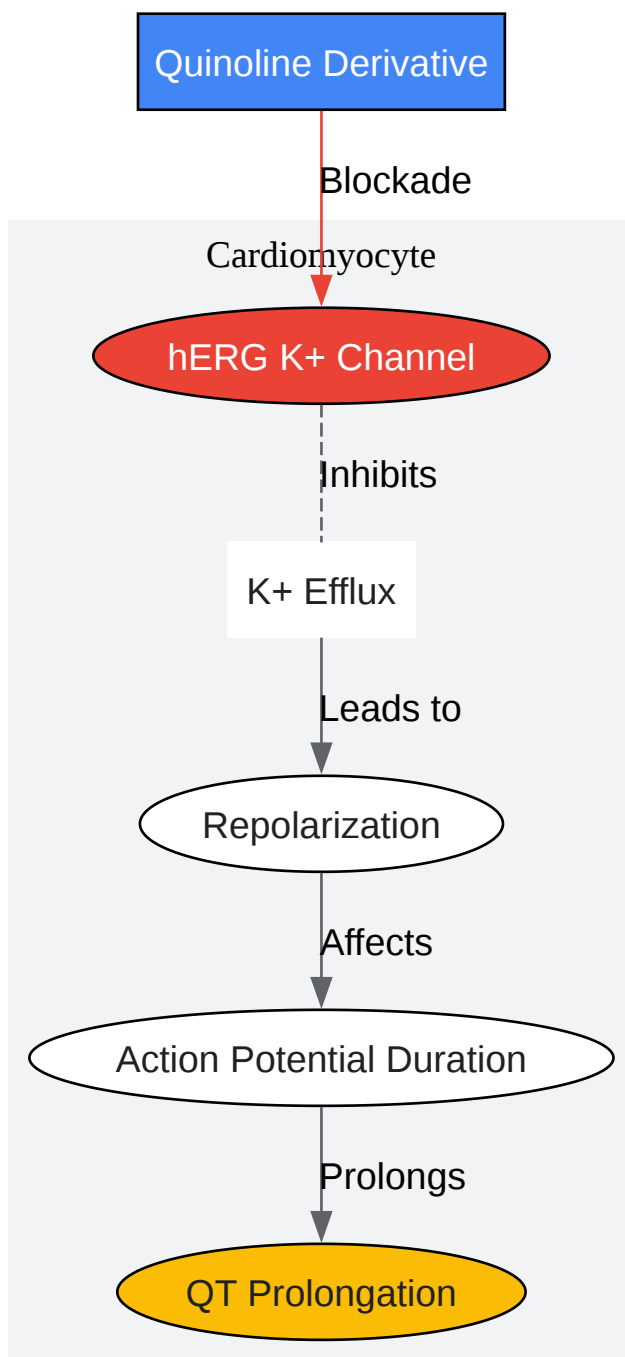 Quinoline Derivative
Blockade
Cardiomyocyte
hERG K+ Channel
Inhibits
K+ Efflux
Leads to
Repolarization
Affects
Action Potential Duration
Prolongs
QT Prolongation